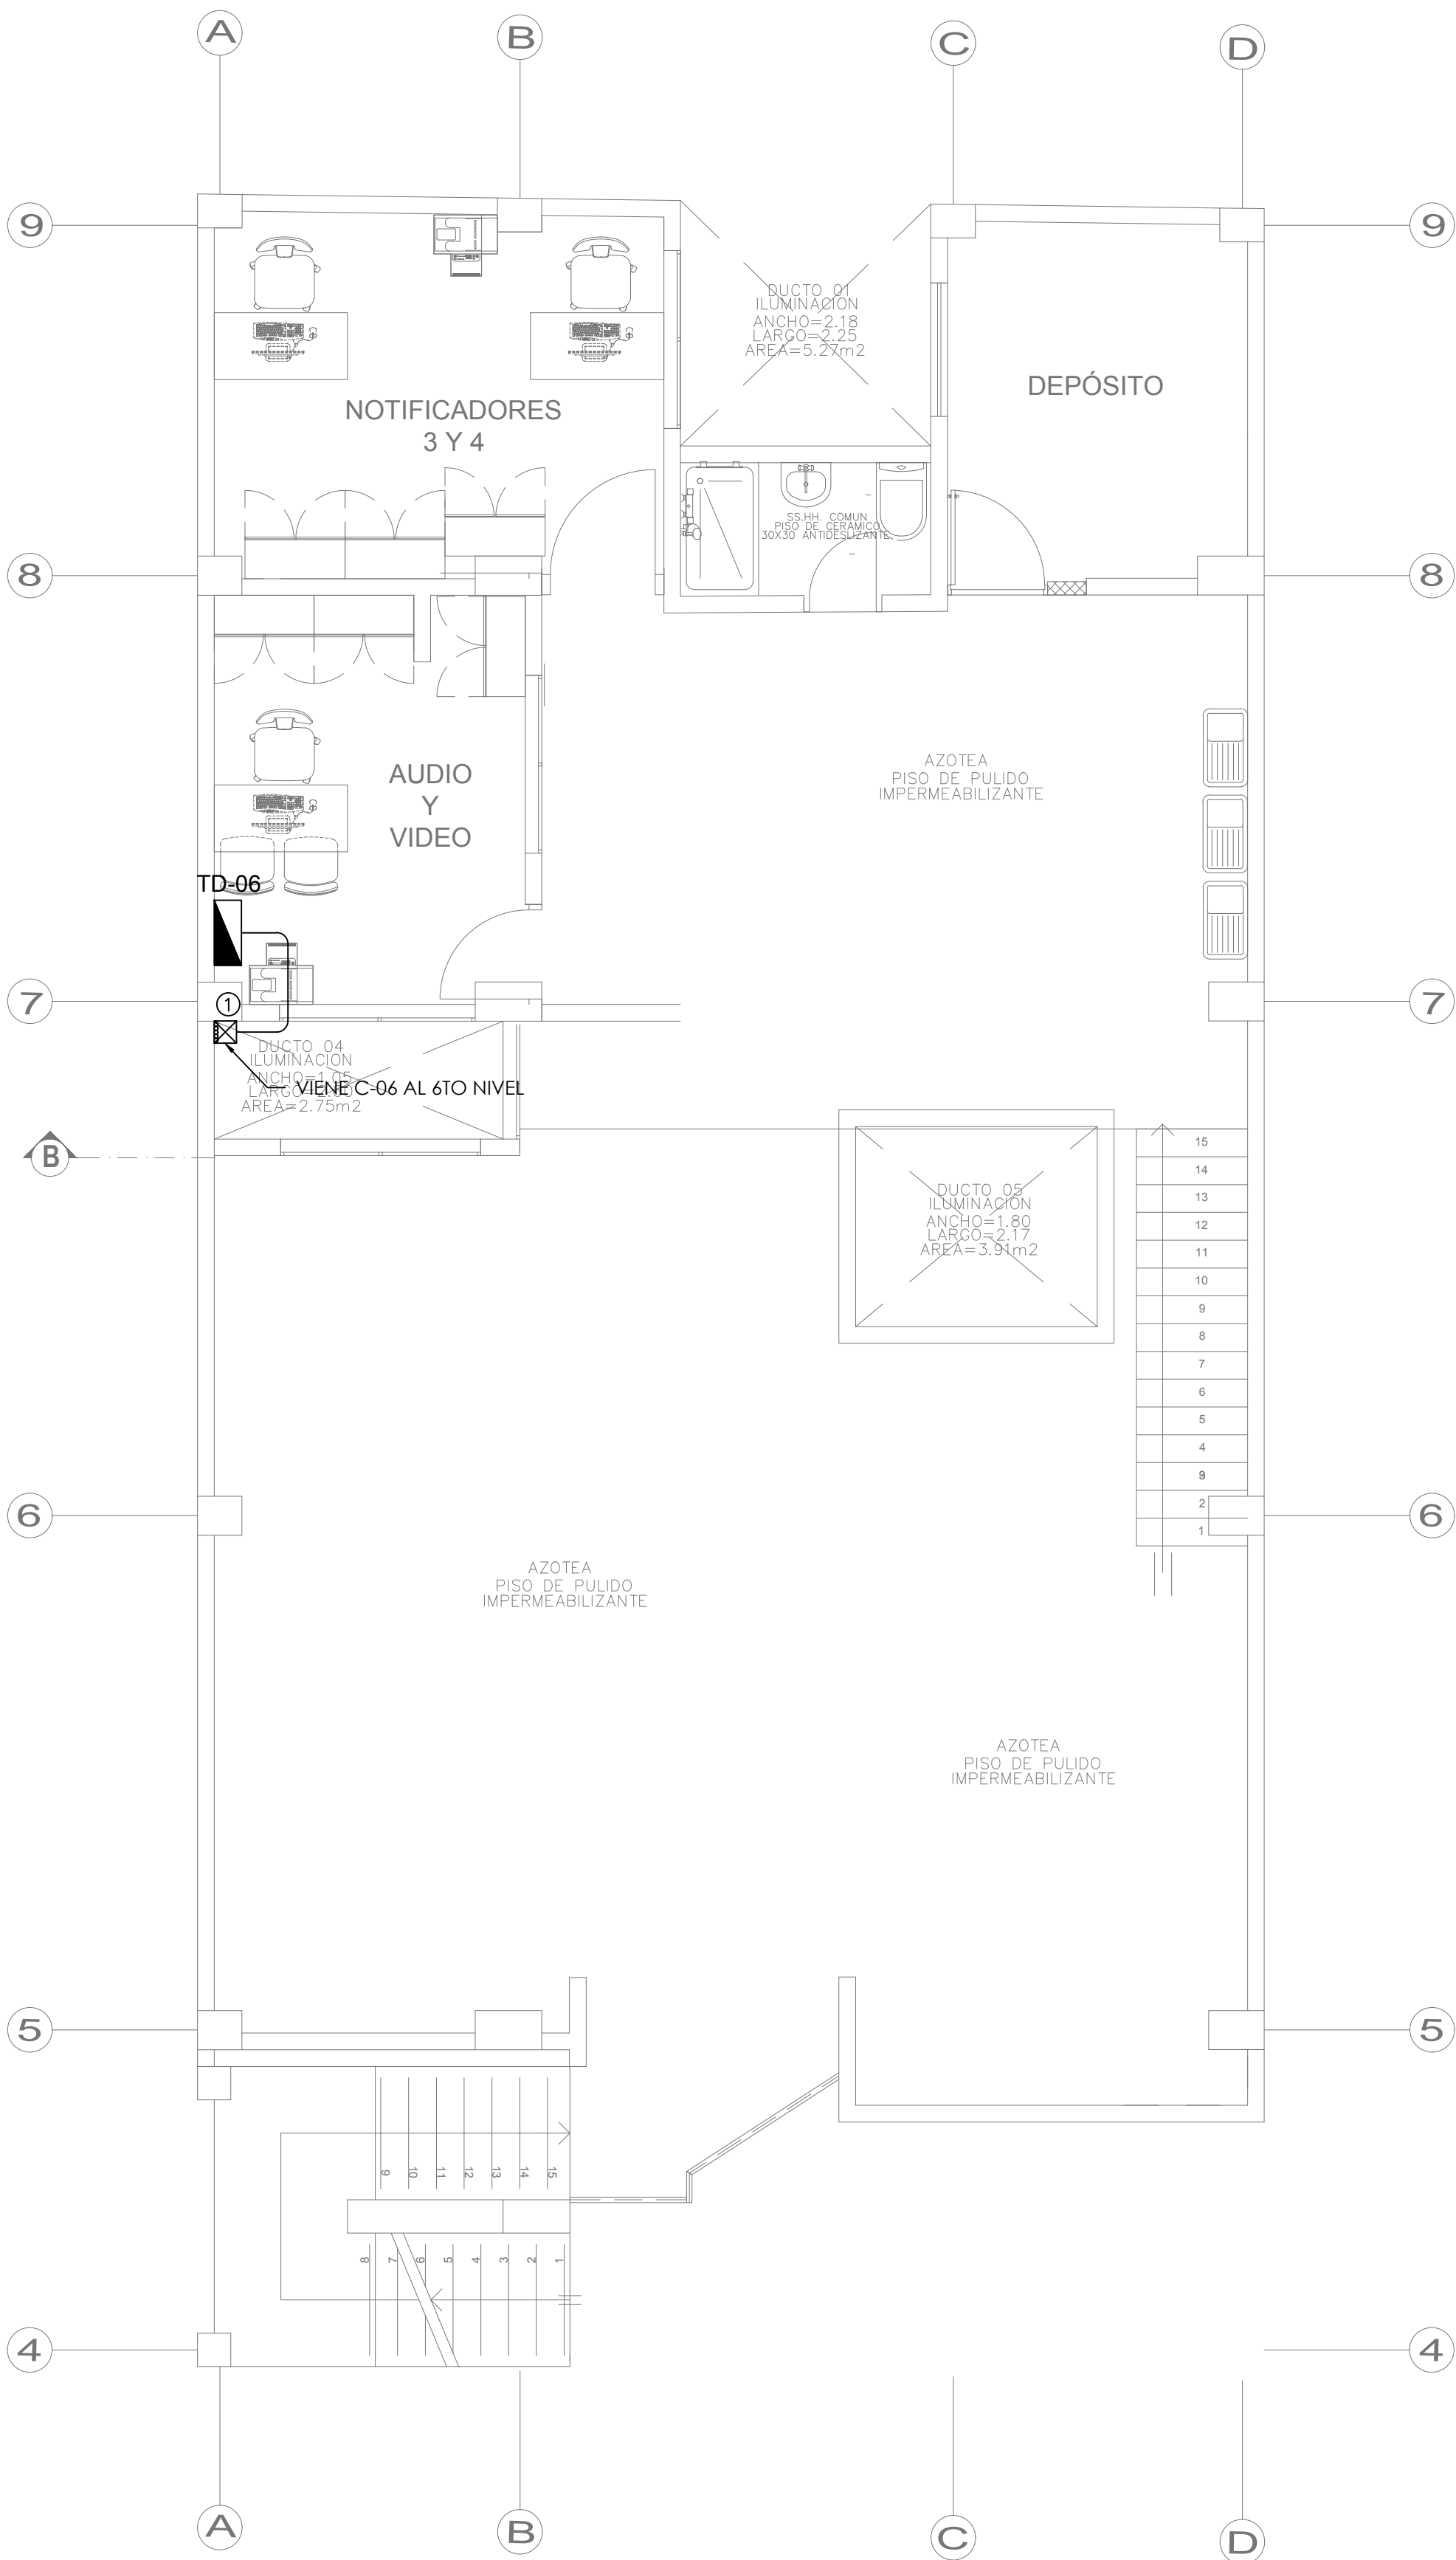 A
B
C
D
9
9
DUCTO 01
ILUMINACION
ANCHO=2.18
LARGO=2.25
AREA=5.27m2
DEPÓSITO
NOTIFICADORES
3 Y 4
SS.HH. COMUN
PISO DE CERAMICO
30X30 ANTIDESLIZANTE
8
8
AUDIO
Y
VIDEO
AZOTEA
PISO DE PULIDO
IMPERMEABILIZANTE
TD-06
7
1
7
DUCTO 04
ILUMINACION
ANCHO=1.05
VIENE C-06 AL 6TO NIVEL
AREA=2.75m2
B
DUCTO 05
ILUMINACION
ANCHO=1.80
LARGO=2.17
AREA=3.91m2
15
14
13
12
11
10
9
8
7
6
5
4
2
1
6
6
AZOTEA
PISO DE PULIDO
IMPERMEABILIZANTE
AZOTEA
PISO DE PULIDO
IMPERMEABILIZANTE
5
5
9
10
11
12
13
14
15
8
7
6
5
4
3
2
1
4
4
A
B
C
D